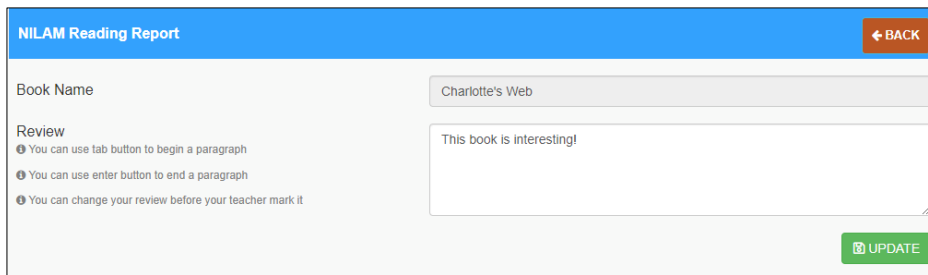 NILAM Reading Report
BACK
Book Name
Charlotte's Web
Review
This book is interesting!
You can use tab button to begin a paragraph
You can use enter button to end a paragraph
You can change your review before your teacher mark it
UPDATE